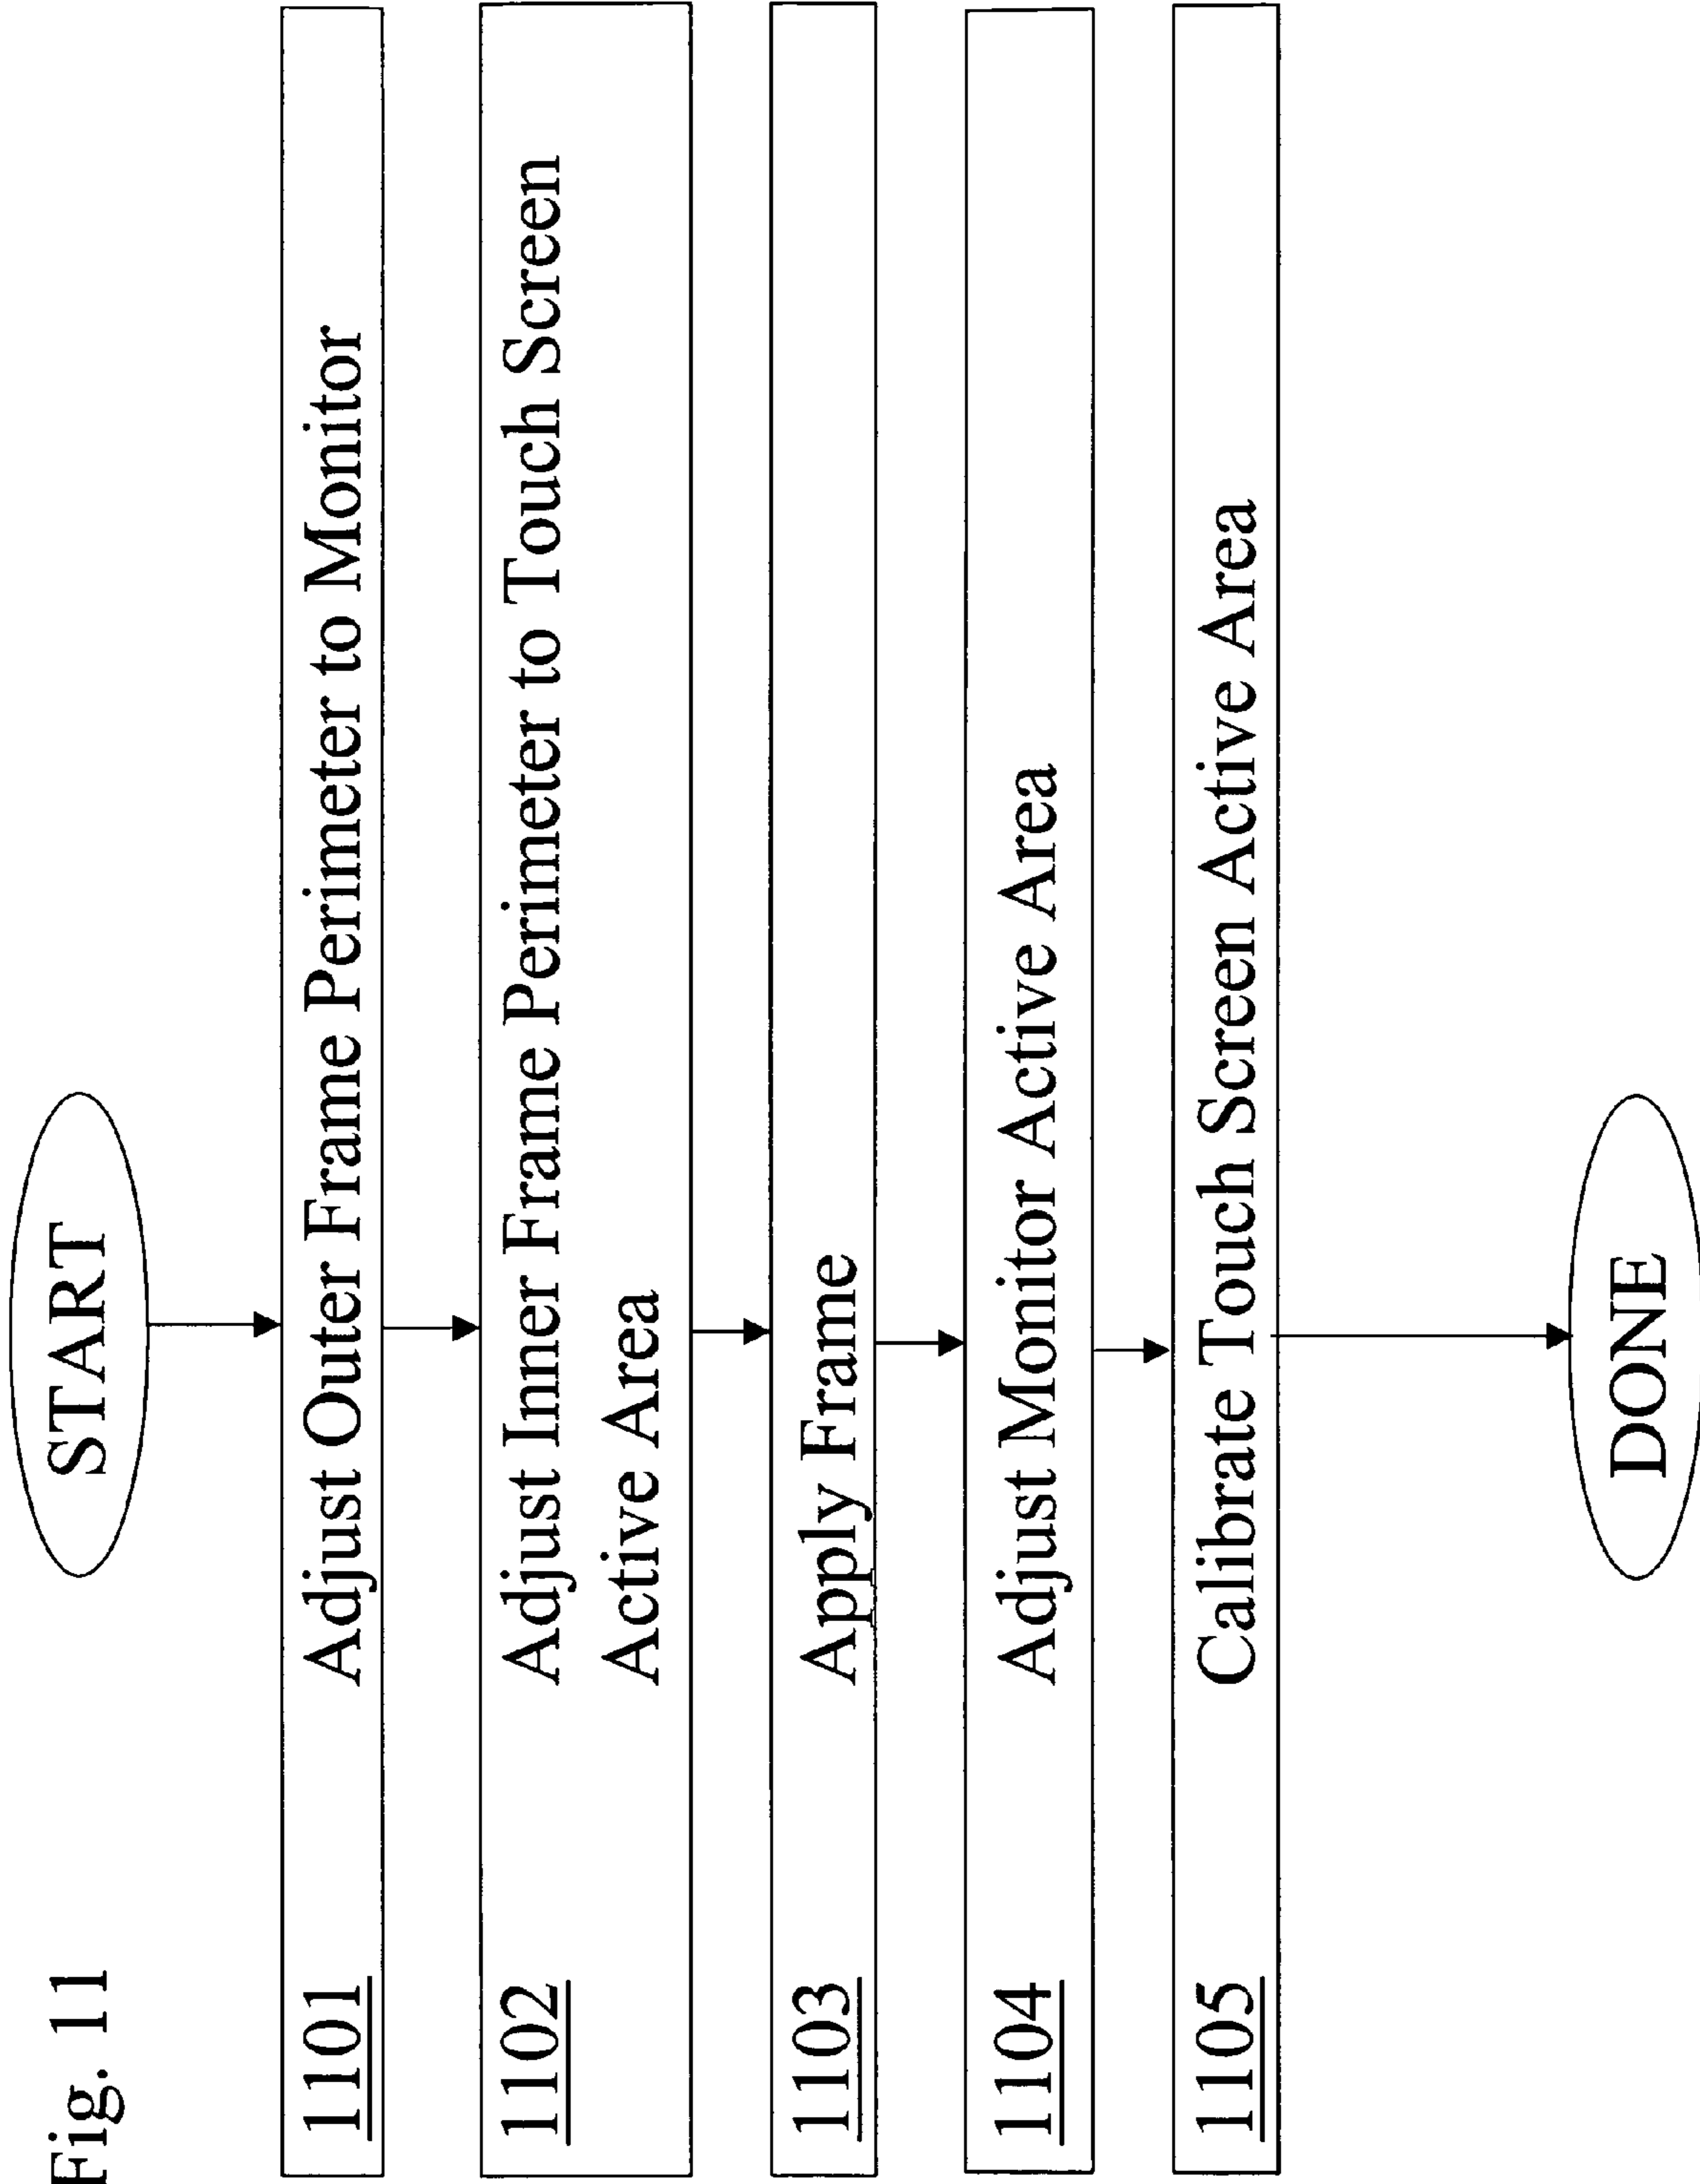 Fig. 11
START
1101 Adjust Outer Frame Perimeter to Monitor
1102 Adjust Inner Frame Perimeter to Touch Screen
Active Area
1103 Apply Frame
1104 Adjust Monitor Active Area
1105 Calibrate Touch Screen Active Area
DONE